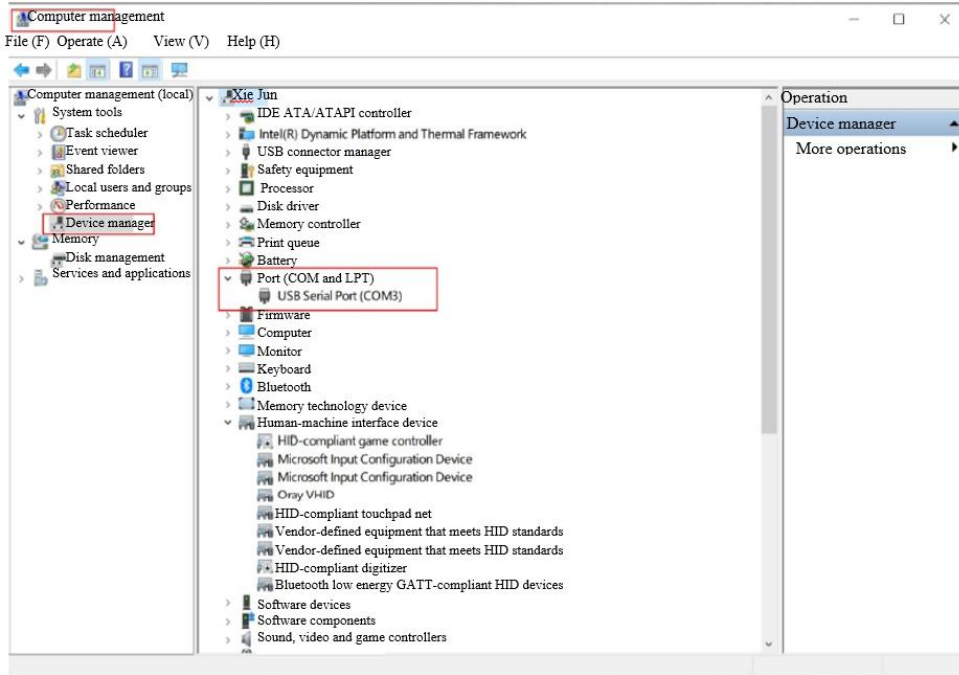 Computer management
File (F) Operate (A) View (V) Help (H)
Computer management (local)
System tools
Task scheduler
Event viewer
Shared folders
Local users and groups
Performance
Device manager
Memory
Disk management
Services and applications
Xie Jun
IDE ATA/ATAPI controller
Intel(R) Dynamic Platform and Thermal Framework
USB connector manager
Safety equipment
Processor
Disk driver
Memory controller
Print queue
Battery
Port (COM and LPT)
USB Serial Port (COM3)
Firmware
Computer
Monitor
Keyboard
Bluetooth
Memory technology device
Human-machine interface device
HID-compliant game controller
Microsoft Input Configuration Device
Microsoft Input Configuration Device
Oray VHID
HID-compliant touchpad net
Vendor-defined equipment that meets HID standards
Vendor-defined equipment that meets HID standards
HID-compliant digitizer
Bluetooth low energy GATT-compliant HID devices
Software devices
Software components
Sound, video and game controllers
Operation
Device manager
More operations